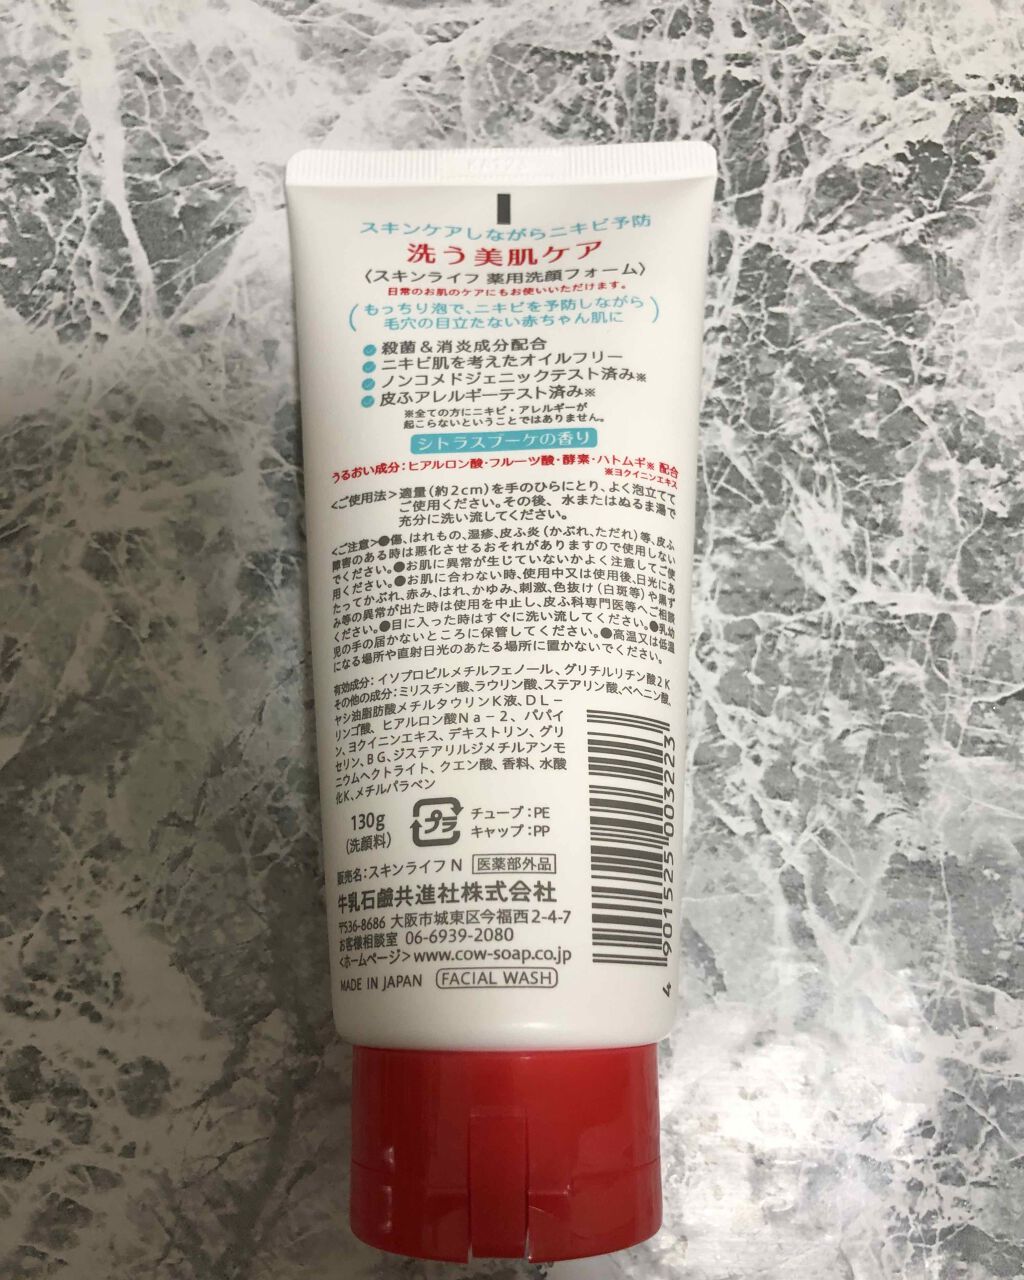 スキンケアしながらニキビ予防
洗う美肌ケア
〈スキンライフ 薬用洗顔フォーム〉
日常のお肌のケアにもお使いいただけます。
(もっちり泡で、ニキビを予防しながら
毛穴の目立たない赤ちゃん肌に)
殺菌&消炎成分配合
ニキビ肌を考えたオイルフリー
ノンコメドジェニックテスト済み※
皮ふアレルギーテスト済み※
※全ての方にニキビ・アレルギーが
起こらないということではありません。
シトラスブーケの香り
うるおい成分:ヒアルロン酸・フルーツ酸・酵素・ハトムギ※ 配合
※ヨクイニンエキス
<ご使用法>適量(約2cm)を手のひらにとり、よく泡立てて
ご使用ください。その後、水またはぬるま湯で
充分に洗い流してください。
<ご注意>●傷、はれもの、湿疹、皮ふ炎(かぶれ、ただれ)等、皮ふ
障害のある時は悪化させるおそれがありますので使用しない
でください。●お肌に異常が生じていないかよく注意してご使
用ください。●お肌に合わない時、使用中又は使用後、日光にあ
たってかぶれ、赤み、はれ、かゆみ、刺激、色抜け(白斑等)や黒ず
み等の異常が出た時は使用を中止し、皮ふ科専門医等へご相談
ください。●目に入った時はすぐに洗い流してください。●乳幼
児の手の届かないところに保管してください。●高温又は低温
になる場所や直射日光のあたる場所に置かないでください。
有効成分:イソプロピルメチルフェノール、グリチルリチン酸2K
その他の成分:ミリスチン酸、ラウリン酸、ステアリン酸、ベヘニン酸、
ヤシ油脂肪酸メチルタウリンK液、DL-
リンゴ酸、ヒアルロン酸Na-2、パパイ
ン、ヨクイニンエキス、デキストリン、グリ
セリン、BG、ジステアリルジメチルアンモ
ニウムヘクトライト、クエン酸、香料、水酸
化K、メチルパラベン
130g
(洗顔料)
プラ
チューブ:PE
キャップ:PP
販売名:スキンライフN 医薬部外品
牛乳石鹼共進社株式会社
〒536-8686 大阪市城東区今福西2-4-7
お客様相談室 06-6939-2080
<ホームページ>www.cow-soap.co.jp
MADE IN JAPAN FACIAL WASH
4 901525 003223